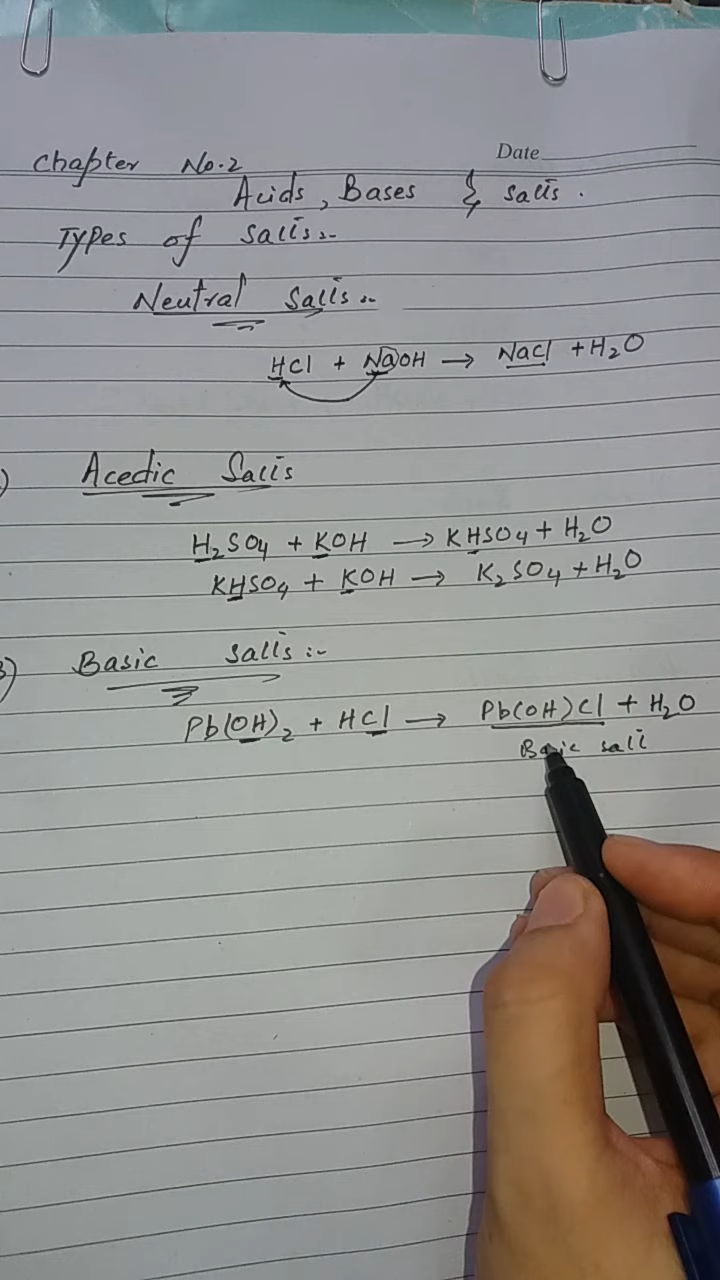 Date
Chapter No.2
Acids, Bases & Salts.
Types of Salts:-
Neutral Salts:-
HCl + NaOH → NaCl + H₂O
) Acedic Salts
H₂SO₄ + KOH → KHSO₄ + H₂O
KHSO₄ + KOH → K₂SO₄ + H₂O
3) Basic Salts:-
Pb(OH)₂ + HCl → Pb(OH)Cl + H₂O
Basic salt